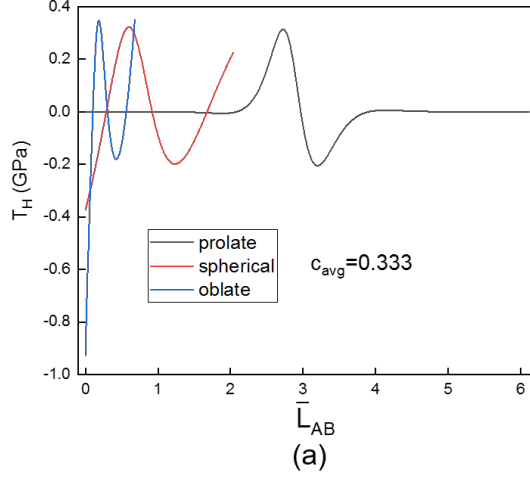 0.4
0.2
0.0
-0.2
-0.4
-0.6
-0.8
-1.0
T_H (GPa)
prolate
spherical
oblate
c_avg=0.333
0 1 2 3 4 5 6
L̅_AB
(a)